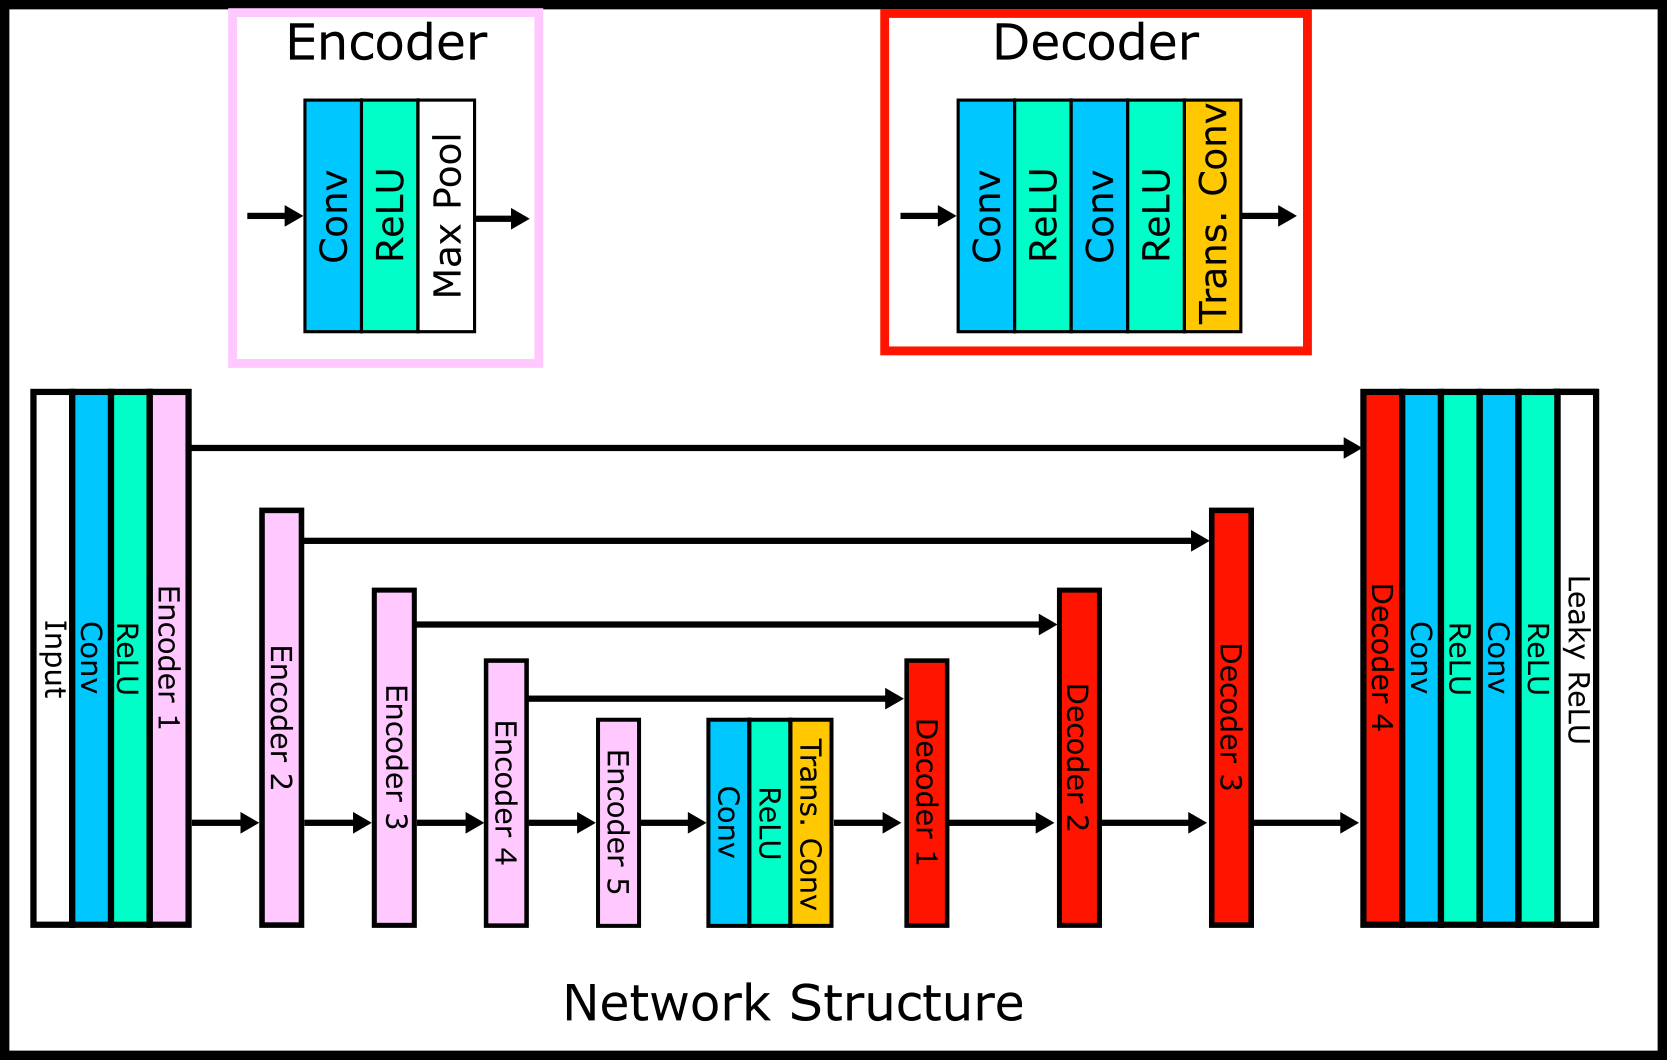 Encoder
Conv
ReLU
Max Pool
Decoder
Conv
ReLU
Conv
ReLU
Trans. Conv
Input
Conv
ReLU
Encoder 1
Encoder 2
Encoder 3
Encoder 4
Encoder 5
Conv
ReLU
Trans. Conv
Decoder 1
Decoder 2
Decoder 3
Decoder 4
Conv
ReLU
Conv
ReLU
Leaky ReLU
Network Structure